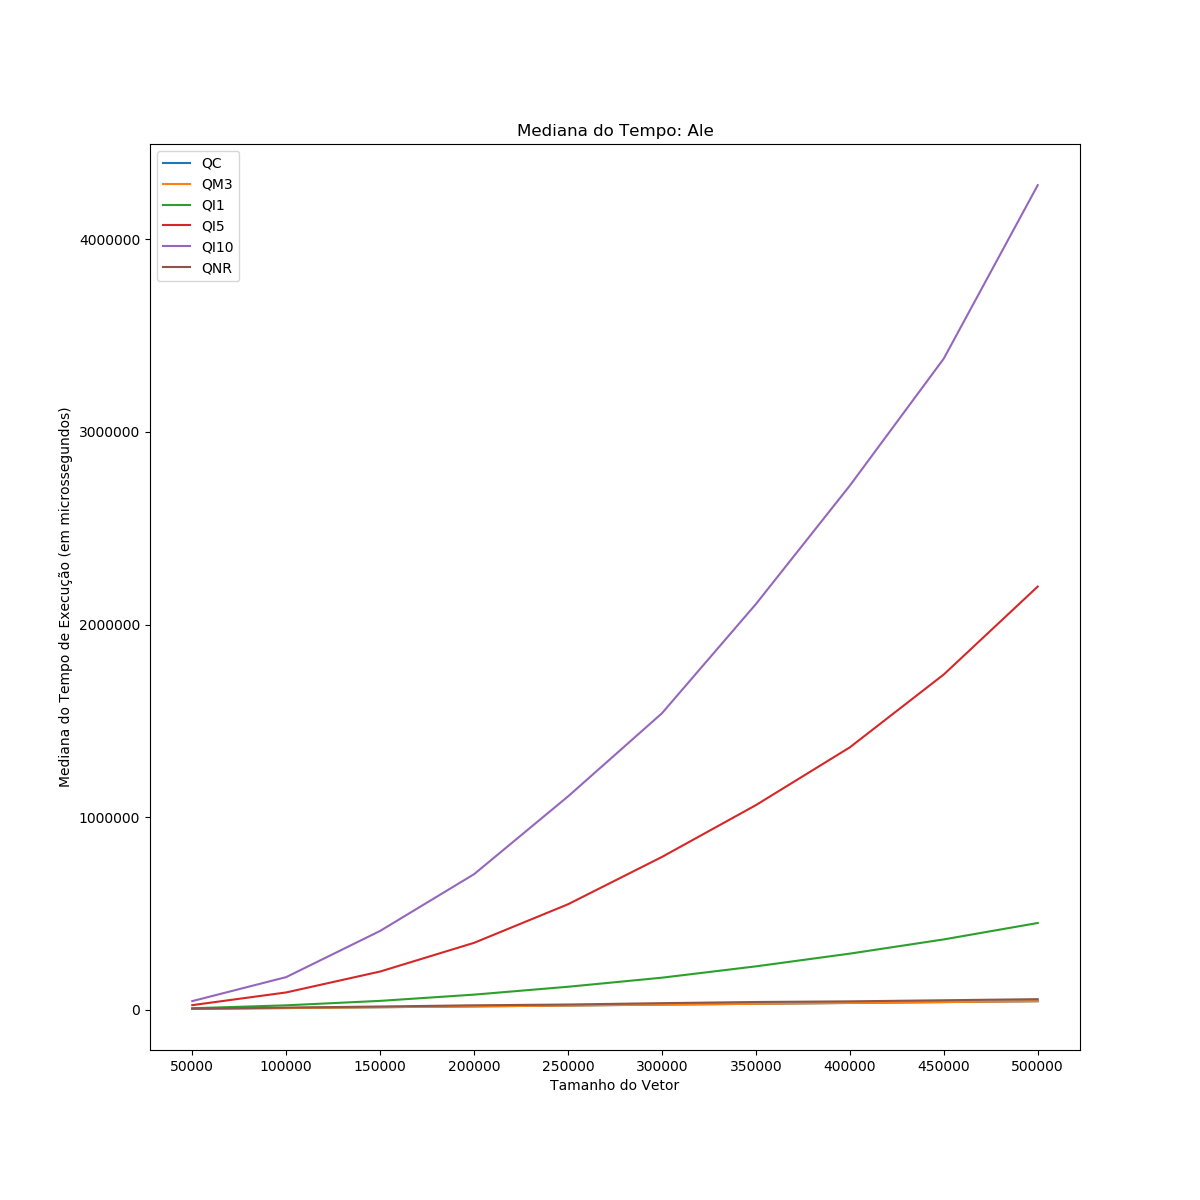 Mediana do Tempo: Ale
QC
QM3
QI1
QI5
QI10
QNR
Mediana do Tempo de Execução (em microssegundos)
4000000
3000000
2000000
1000000
0
50000 100000 150000 200000 250000 300000 350000 400000 450000 500000
Tamanho do Vetor